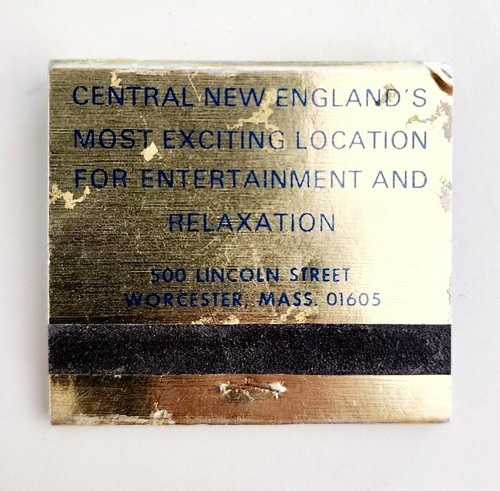 CENTRAL NEW ENGLAND'S
MOST EXCITING LOCATION
FOR ENTERTAINMENT AND
RELAXATION
500 LINCOLN STREET
WORCESTER, MASS. 01605